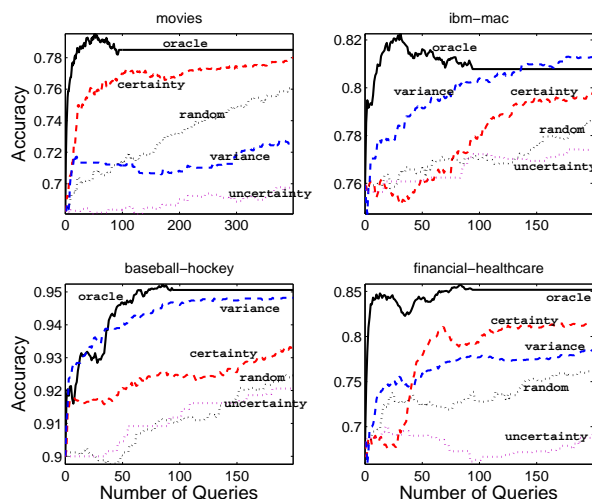 movies
Accuracy
0.78
0.76
0.74
0.72
0.7
0
100
200
300
oracle
certainty
random
variance
uncertainty
ibm-mac
0.82
0.8
0.78
0.76
0
50
100
150
oracle
variance
certainty
random
uncertainty
baseball-hockey
Accuracy
0.95
0.94
0.93
0.92
0.91
0.9
0
50
100
150
Number of Queries
oracle
variance
certainty
random
uncertainty
financial-healthcare
0.85
0.8
0.75
0.7
0
50
100
150
Number of Queries
oracle
certainty
variance
random
uncertainty